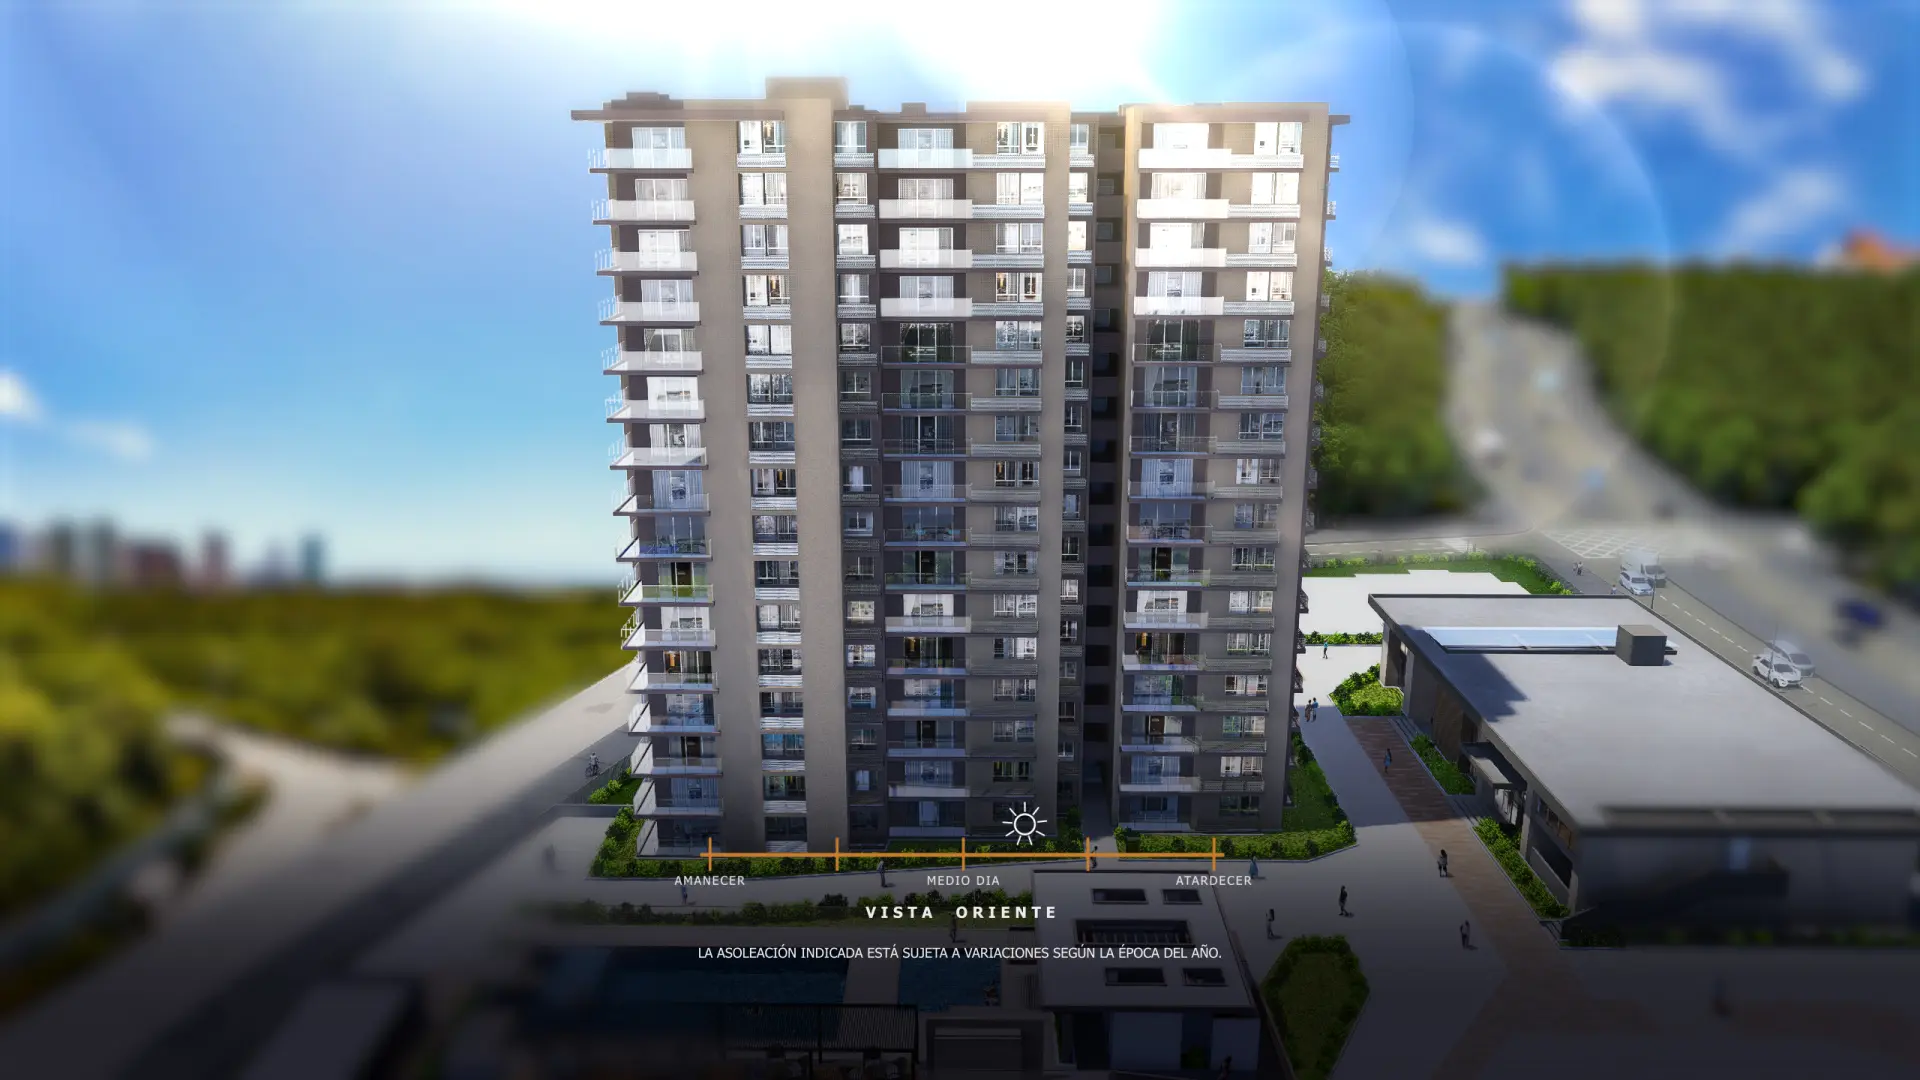 AMANECER MEDIO DIA ATARDECER
VISTA ORIENTE
LA ASOLEACIÓN INDICADA ESTÁ SUJETA A VARIACIONES SEGÚN LA ÉPOCA DEL AÑO.